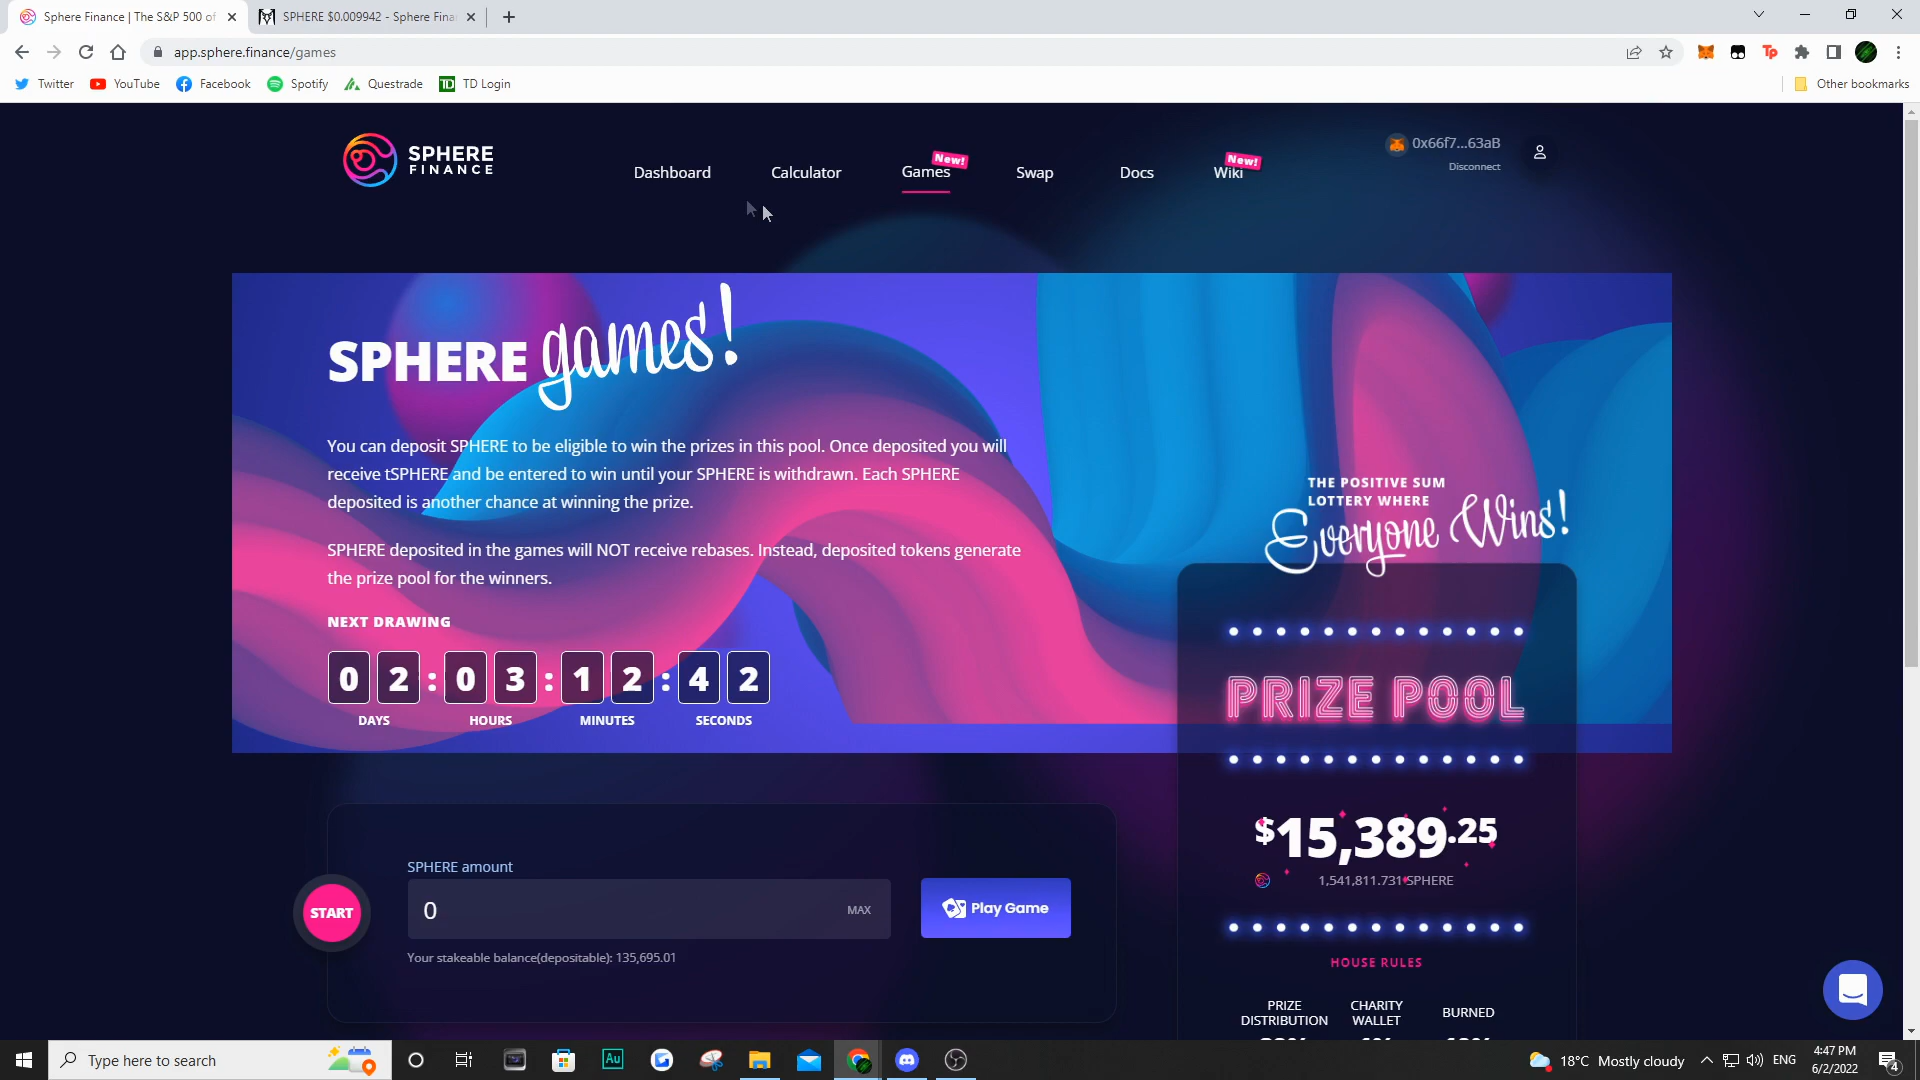 Sphere Finance | The S&P 500 of
SPHERE $0.009942 - Sphere Fina
app.sphere.finance/games
Twitter
YouTube
Facebook
Spotify
Questrade
TD
TD Login
Other bookmarks
SPHERE
FINANCE
Dashboard
Calculator
Games
New!
Swap
Docs
Wiki
New!
0x66f7...63aB
Disconnect
SPHERE games!
You can deposit SPHERE to be eligible to win the prizes in this pool. Once deposited you will
receive tSPHERE and be entered to win until your SPHERE is withdrawn. Each SPHERE
deposited is another chance at winning the prize.
SPHERE deposited in the games will NOT receive rebases. Instead, deposited tokens generate
the prize pool for the winners.
NEXT DRAWING
02:03:12:42
DAYS HOURS MINUTES SECONDS
THE POSITIVE SUM
LOTTERY WHERE
Everyone Wins!
PRIZE POOL
$15,389.25
1,541,811.731 SPHERE
HOUSE RULES
PRIZE
DISTRIBUTION
CHARITY
WALLET
BURNED
SPHERE amount
START
0
MAX
Play Game
Your stakeable balance(depositable): 135,695.01
Type here to search
Au
18°C Mostly cloudy
ENG
4:47 PM
6/2/2022
4